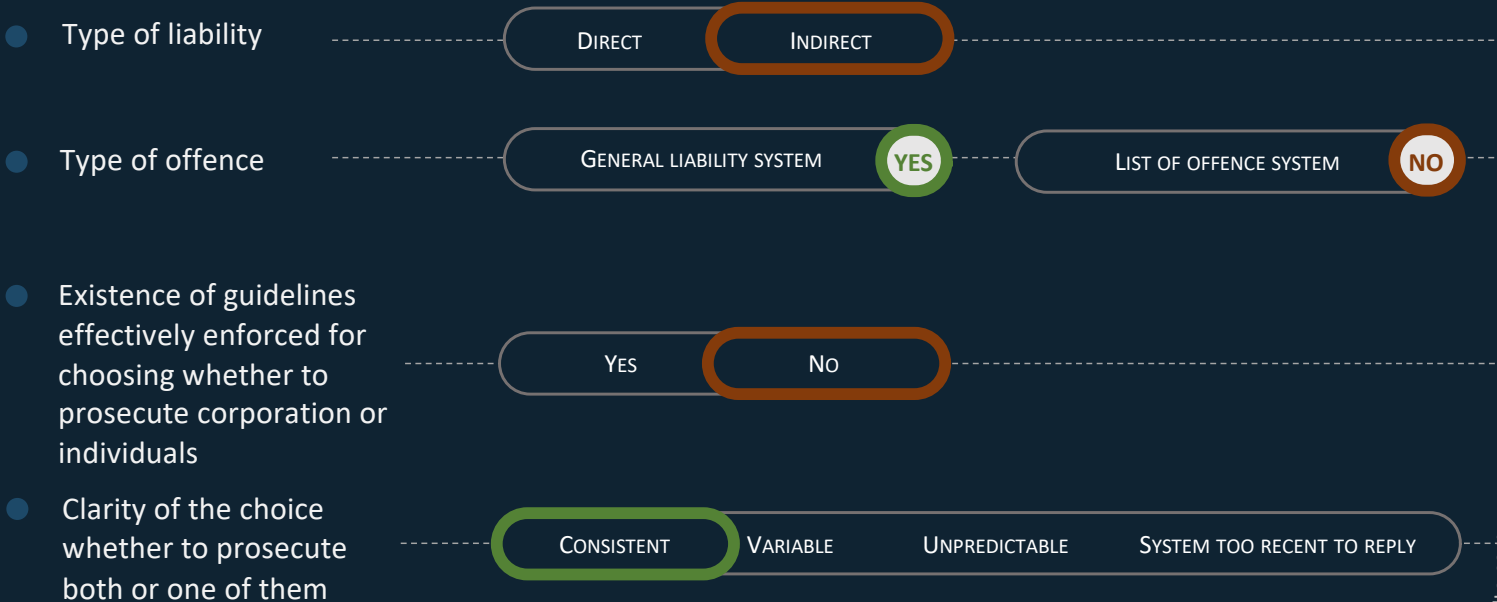 Type of liability
DIRECT INDIRECT
Type of offence
GENERAL LIABILITY SYSTEM YES LIST OF OFFENCE SYSTEM NO
Existence of guidelines
effectively enforced for
choosing whether to
prosecute corporation or
individuals
YES NO
Clarity of the choice
whether to prosecute
both or one of them
CONSISTENT VARIABLE UNPREDICTABLE SYSTEM TOO RECENT TO REPLY